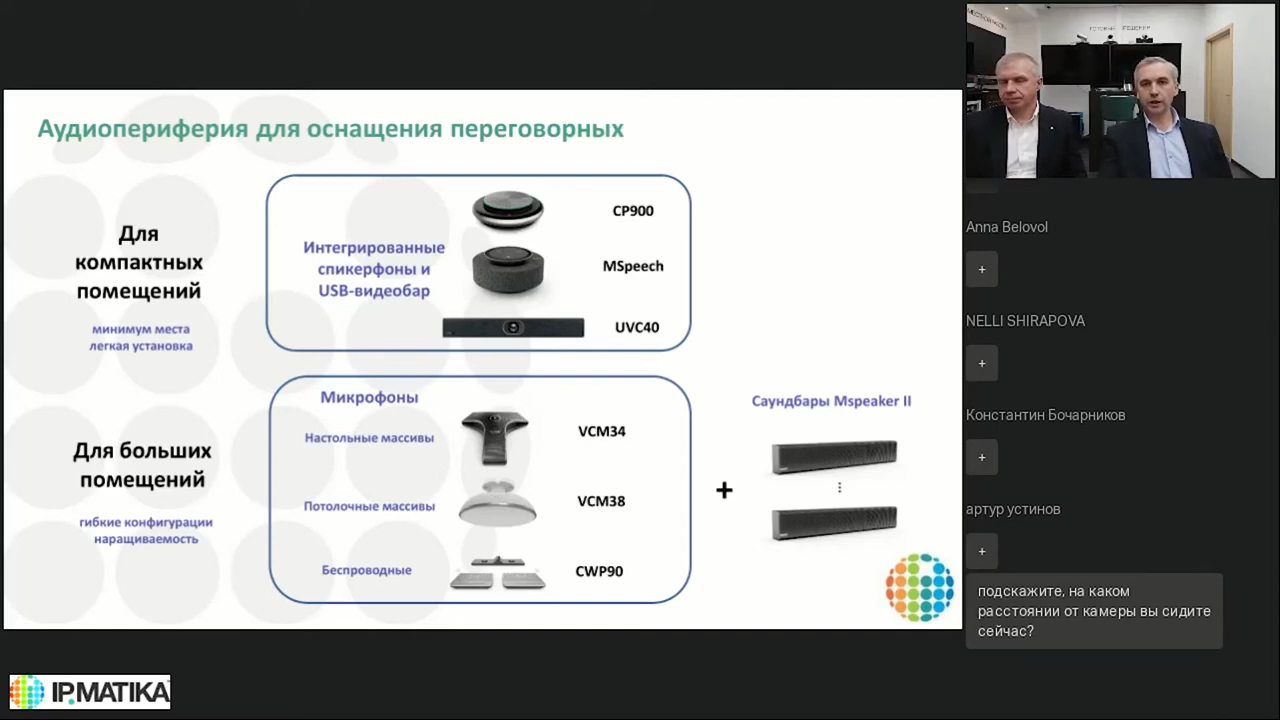 Аудиопериферия для оснащения переговорных
Для
компактных
помещений
минимум места
легкая установка
Интегрированные
спикерфоны и
USB-видеобар
CP900
MSpeech
UVC40
Для больших
помещений
гибкие конфигурации
наращиваемость
Микрофоны
Настольные массивы
VCM34
Потолочные массивы
VCM38
Беспроводные
CWP90
+
Саундбары Mspeaker II
IPMATIKA
Anna Belovol
+
NELLI SHIRAPOVA
+
Константин Бочарников
+
артур устинов
+
подскажите, на каком
расстоянии от камеры вы сидите
сейчас?